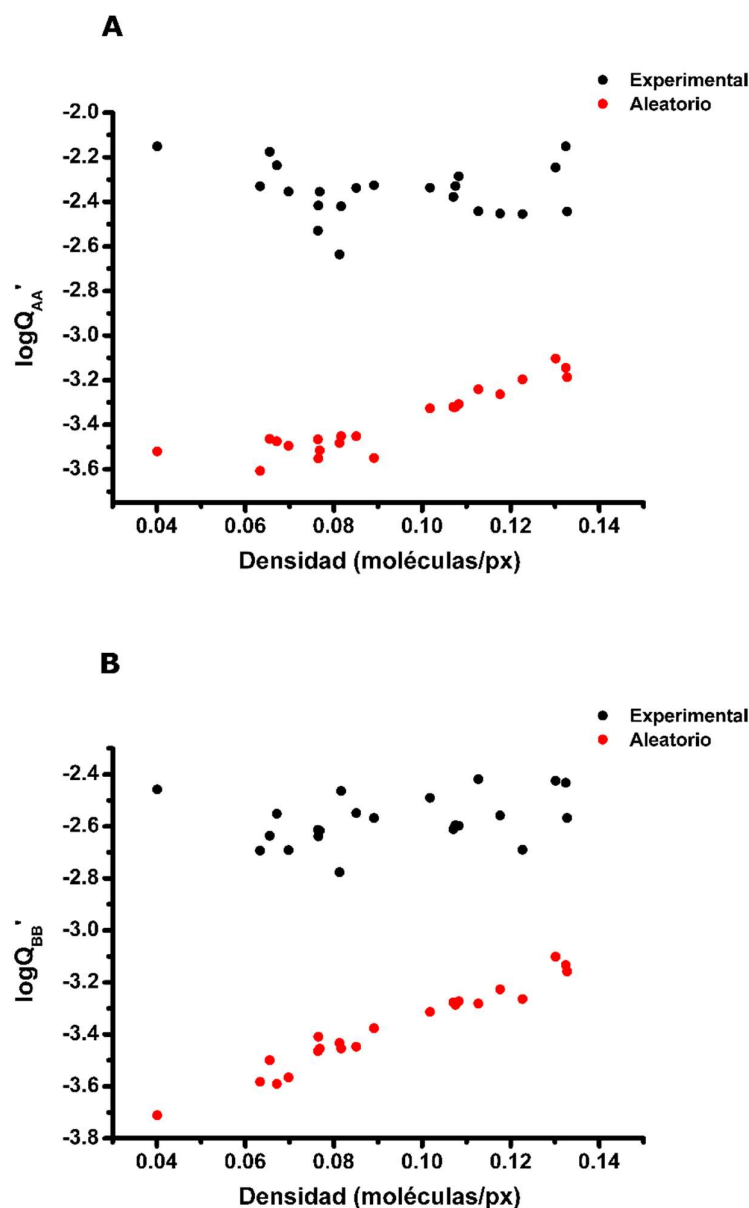 A
Experimental
Aleatorio
-2.0
-2.2
-2.4
-2.6
-2.8
-3.0
-3.2
-3.4
-3.6
logQAA'
0.04 0.06 0.08 0.10 0.12 0.14
Densidad (moléculas/px)
B
Experimental
Aleatorio
-2.4
-2.6
-2.8
-3.0
-3.2
-3.4
-3.6
-3.8
logQBB'
0.04 0.06 0.08 0.10 0.12 0.14
Densidad (moléculas/px)